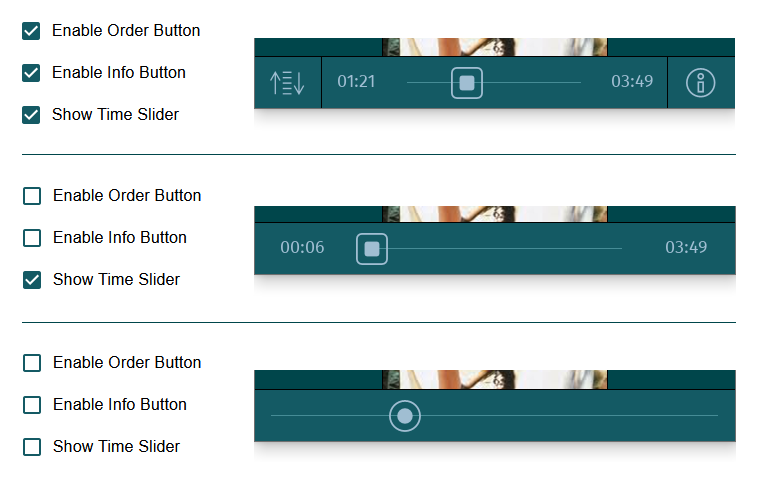 Enable Order Button
Enable Info Button
01:21 03:49
Show Time Slider
Enable Order Button
Enable Info Button
00:06 03:49
Show Time Slider
Enable Order Button
Enable Info Button
Show Time Slider